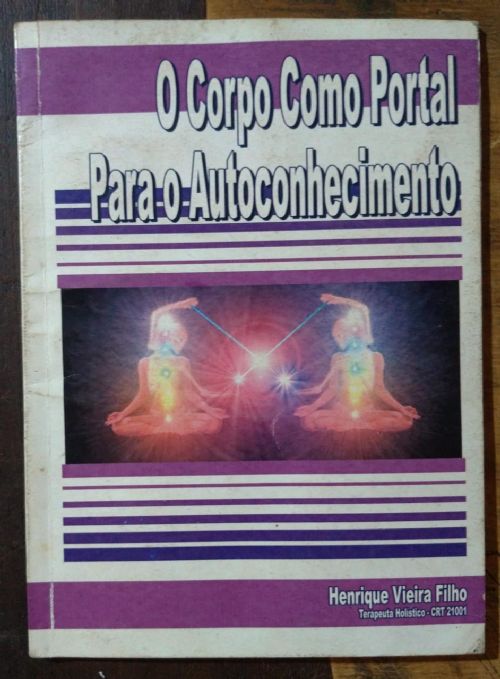 O Corpo Como Portal
Para o Autoconhecimento
Henrique Vieira Filho
Terapeuta Holístico - CRT 21001